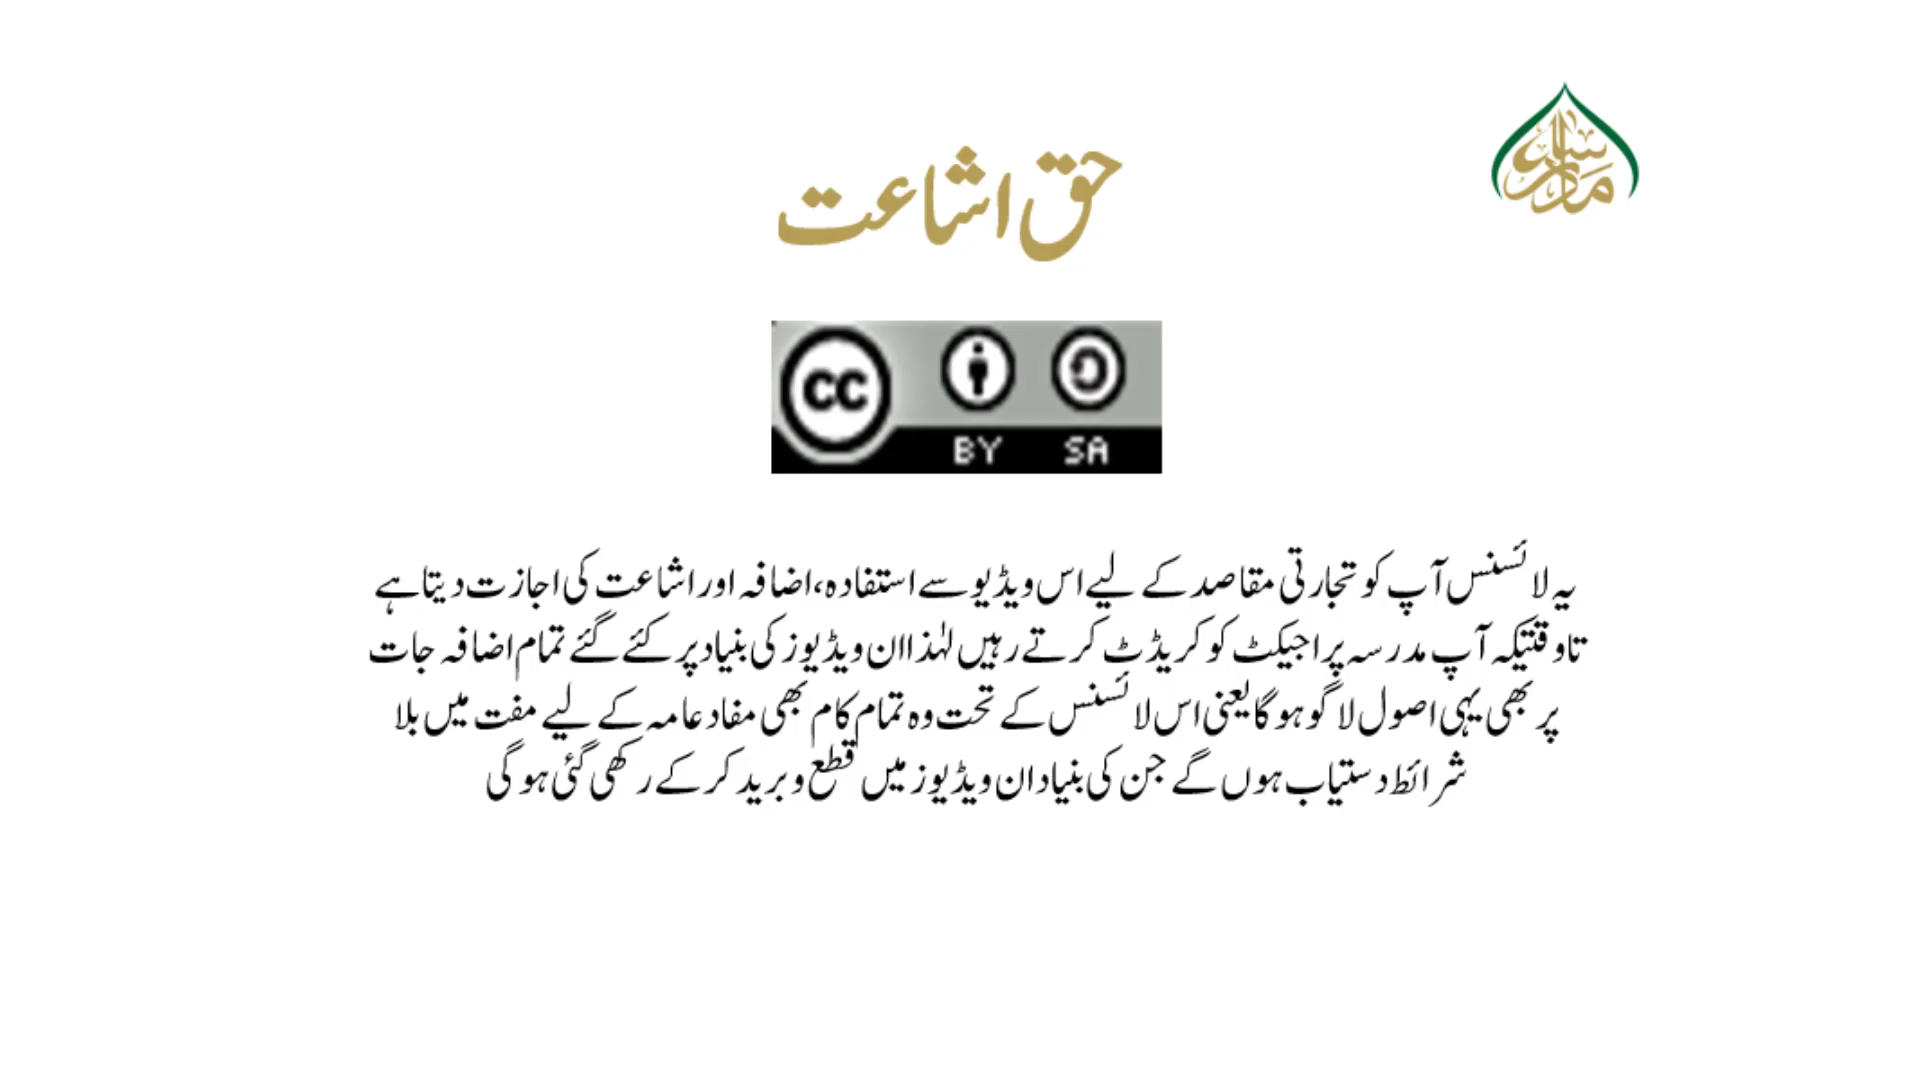 حق اشاعت
مدرسہ
cc
BY SA
یہ لائسنس آپ کو تجارتی مقاصد کے لیے اس ویڈیو سے استفادہ، اضافہ اور اشاعت کی اجازت دیتا ہے
تاوقتیکہ آپ مدرسہ پراجیکٹ کو کریڈٹ کرتے رہیں لہٰذا ان ویڈیوز کی بنیاد پر کئے گئے تمام اضافہ جات
پر بھی یہی اصول لاگو ہو گا یعنی اس لائسنس کے تحت وہ تمام کام بھی مفاد عامہ کے لیے مفت میں بلا
شرائط دستیاب ہوں گے جن کی بنیاد ان ویڈیوز میں قطع و برید کر کے رکھی گئی ہو گی